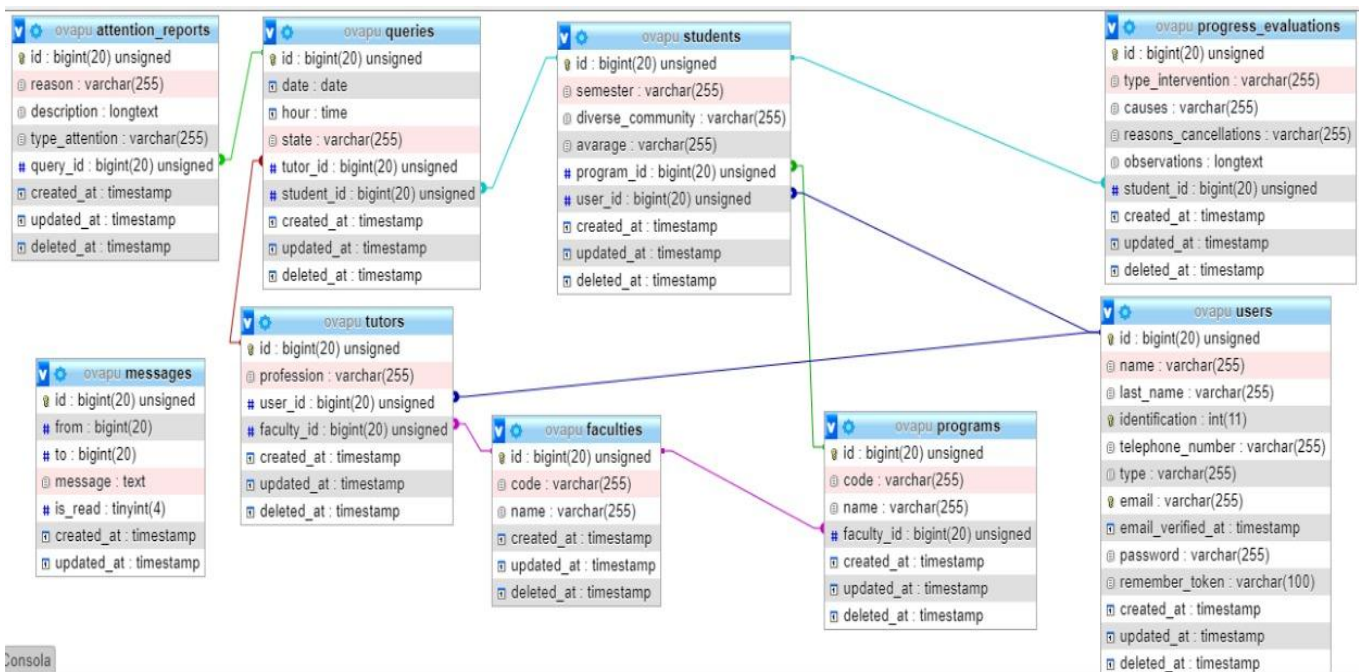 ovapu attention_reports
id : bigint(20) unsigned
reason : varchar(255)
description : longtext
type_attention : varchar(255)
# query_id : bigint(20) unsigned
created_at : timestamp
updated_at : timestamp
deleted_at : timestamp
ovapu queries
id : bigint(20) unsigned
date : date
hour : time
state : varchar(255)
# tutor_id : bigint(20) unsigned
# student_id : bigint(20) unsigned
created_at : timestamp
updated_at : timestamp
deleted_at : timestamp
ovapu students
id : bigint(20) unsigned
semester : varchar(255)
diverse_community : varchar(255)
avarage : varchar(255)
# program_id : bigint(20) unsigned
# user_id : bigint(20) unsigned
created_at : timestamp
updated_at : timestamp
deleted_at : timestamp
ovapu progress_evaluations
id : bigint(20) unsigned
type_intervention : varchar(255)
causes : varchar(255)
reasons_cancellations : varchar(255)
observations : longtext
# student_id : bigint(20) unsigned
created_at : timestamp
updated_at : timestamp
deleted_at : timestamp
ovapu messages
id : bigint(20) unsigned
# from : bigint(20)
# to : bigint(20)
message : text
# is_read : tinyint(4)
created_at : timestamp
updated_at : timestamp
ovapu tutors
id : bigint(20) unsigned
profession : varchar(255)
# user_id : bigint(20) unsigned
# faculty_id : bigint(20) unsigned
created_at : timestamp
updated_at : timestamp
deleted_at : timestamp
ovapu faculties
id : bigint(20) unsigned
code : varchar(255)
name : varchar(255)
created_at : timestamp
updated_at : timestamp
deleted_at : timestamp
ovapu programs
id : bigint(20) unsigned
code : varchar(255)
name : varchar(255)
# faculty_id : bigint(20) unsigned
created_at : timestamp
updated_at : timestamp
deleted_at : timestamp
ovapu users
id : bigint(20) unsigned
name : varchar(255)
last_name : varchar(255)
identification : int(11)
telephone_number : varchar(255)
type : varchar(255)
email : varchar(255)
email_verified_at : timestamp
password : varchar(255)
remember_token : varchar(100)
created_at : timestamp
updated_at : timestamp
deleted_at : timestamp
Consola